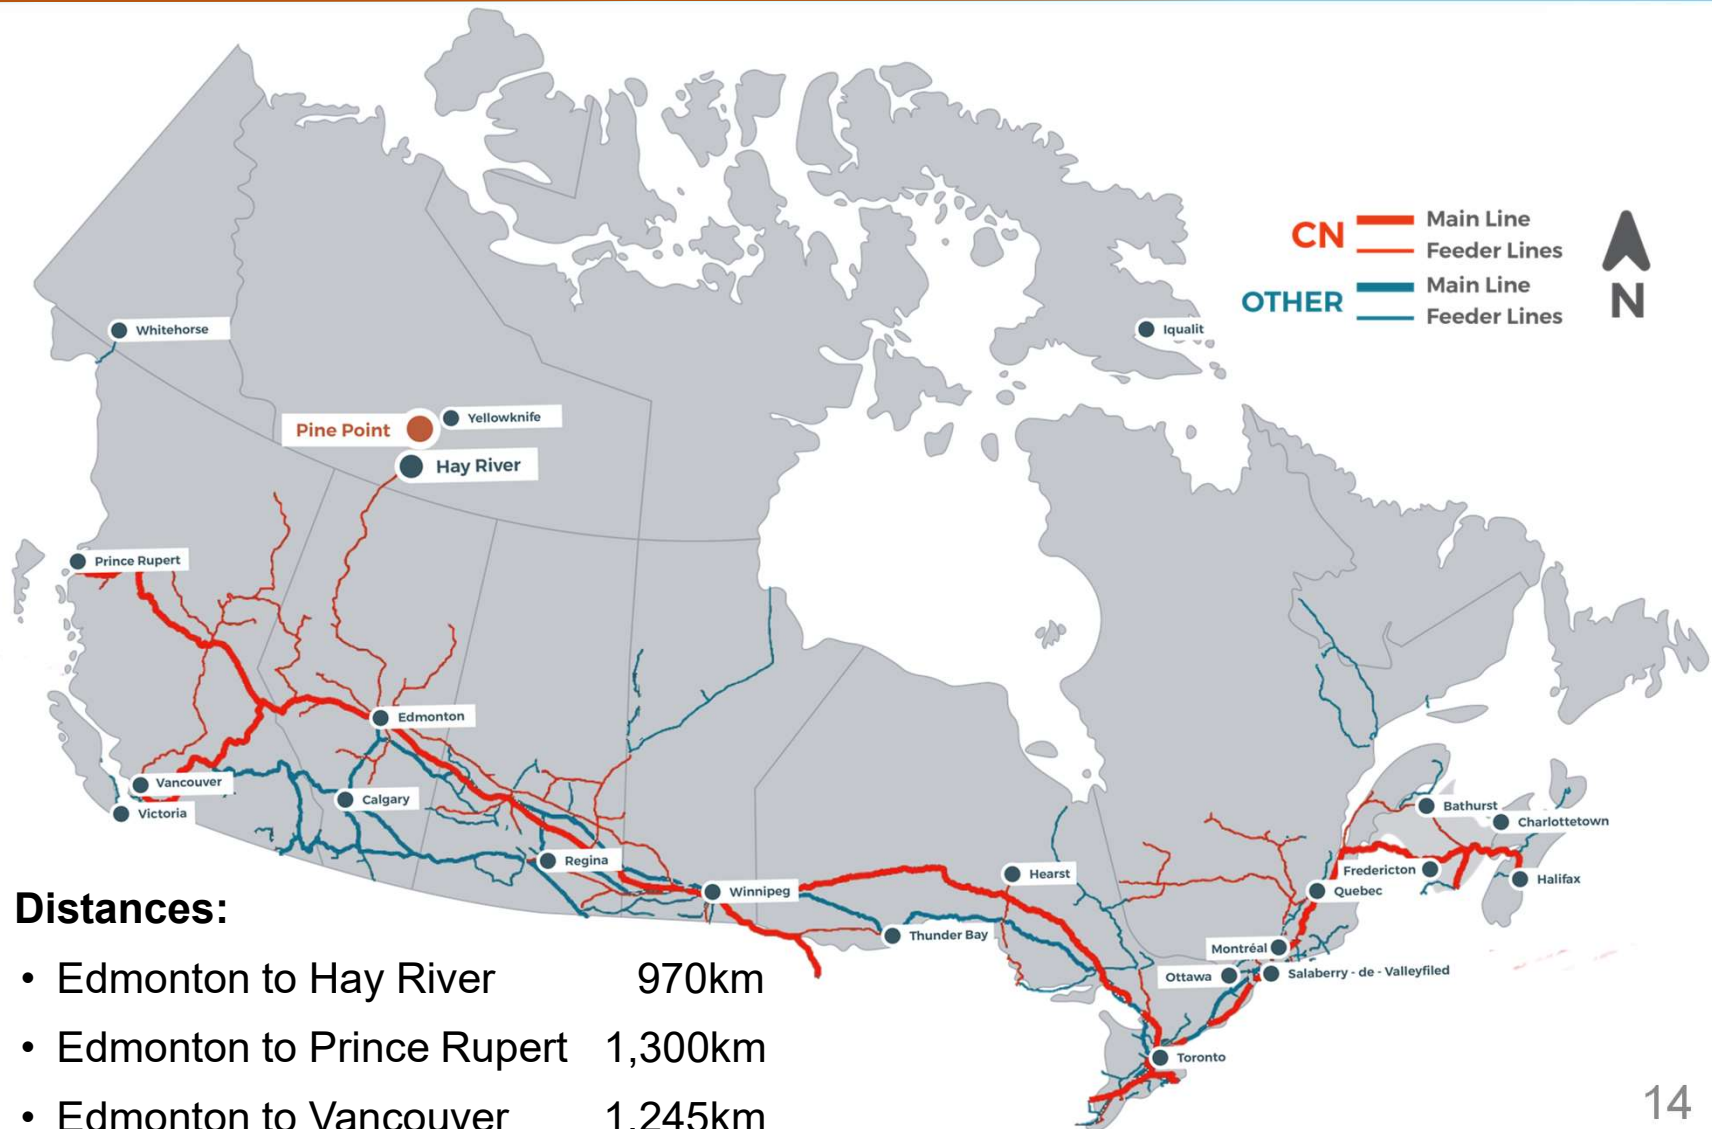 CN
Main Line
Feeder Lines
OTHER
Main Line
Feeder Lines
N
Whitehorse
Iqualit
Pine Point
Yellowknife
Hay River
Prince Rupert
Edmonton
Vancouver
Calgary
Victoria
Bathurst
Charlottetown
Regina
Hearst
Fredericton
Halifax
Winnipeg
Quebec
Thunder Bay
Montréal
Ottawa
Salaberry - de - Valleyfiled
Toronto
Distances:
• Edmonton to Hay River 970km
• Edmonton to Prince Rupert 1,300km
• Edmonton to Vancouver 1,245km
14